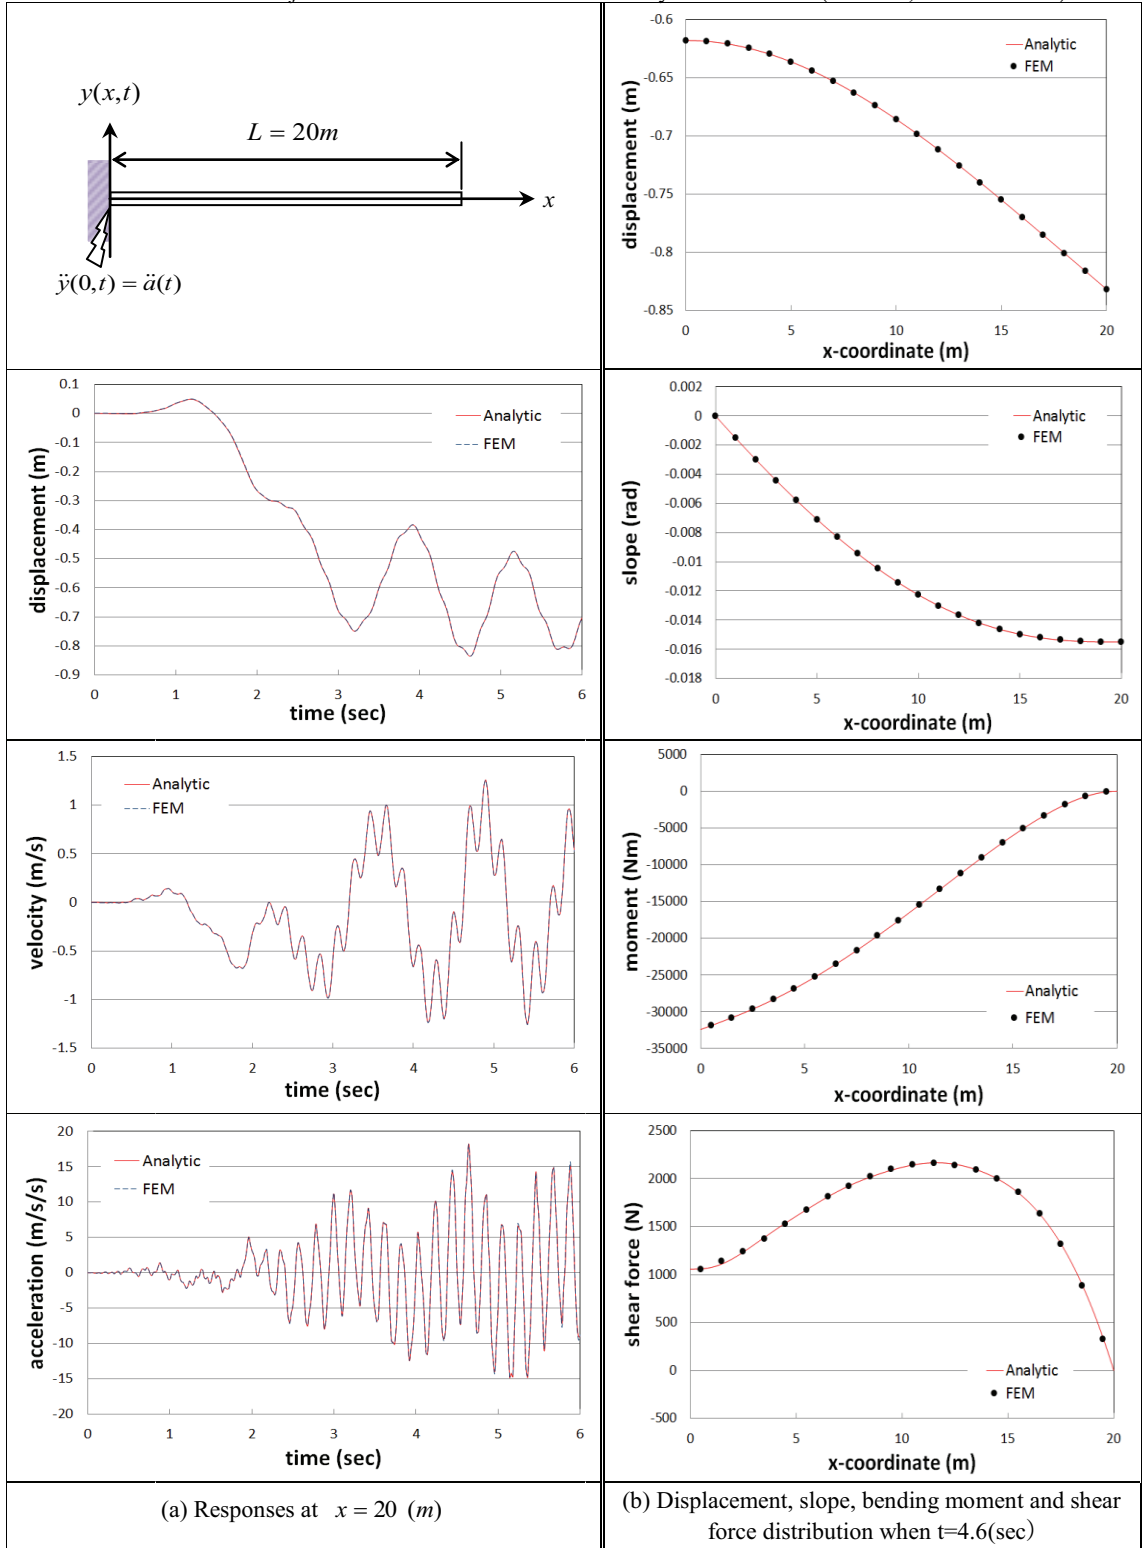 y(x,t)
L = 20m
x
ÿ(0,t) = ä(t)
-0.6
-0.65
-0.7
-0.75
-0.8
-0.85
displacement (m)
Analytic
FEM
0 5 10 15 20
x-coordinate (m)
0.1
0
-0.1
-0.2
-0.3
-0.4
-0.5
-0.6
-0.7
-0.8
-0.9
displacement (m)
Analytic
FEM
0 1 2 3 4 5 6
time (sec)
0.002
0
-0.002
-0.004
-0.006
-0.008
-0.01
-0.012
-0.014
-0.016
-0.018
slope (rad)
Analytic
FEM
0 5 10 15 20
x-coordinate (m)
1.5
1
0.5
0
-0.5
-1
-1.5
velocity (m/s)
Analytic
FEM
0 1 2 3 4 5 6
time (sec)
5000
0
-5000
-10000
-15000
-20000
-25000
-30000
-35000
moment (Nm)
Analytic
FEM
0 5 10 15 20
x-coordinate (m)
20
15
10
5
0
-5
-10
-15
-20
acceleration (m/s/s)
Analytic
FEM
0 1 2 3 4 5 6
time (sec)
2500
2000
1500
1000
500
0
-500
shear force (N)
Analytic
FEM
0 5 10 15 20
x-coordinate (m)
(a) Responses at x = 20 (m)
(b) Displacement, slope, bending moment and shear
force distribution when t=4.6(sec)